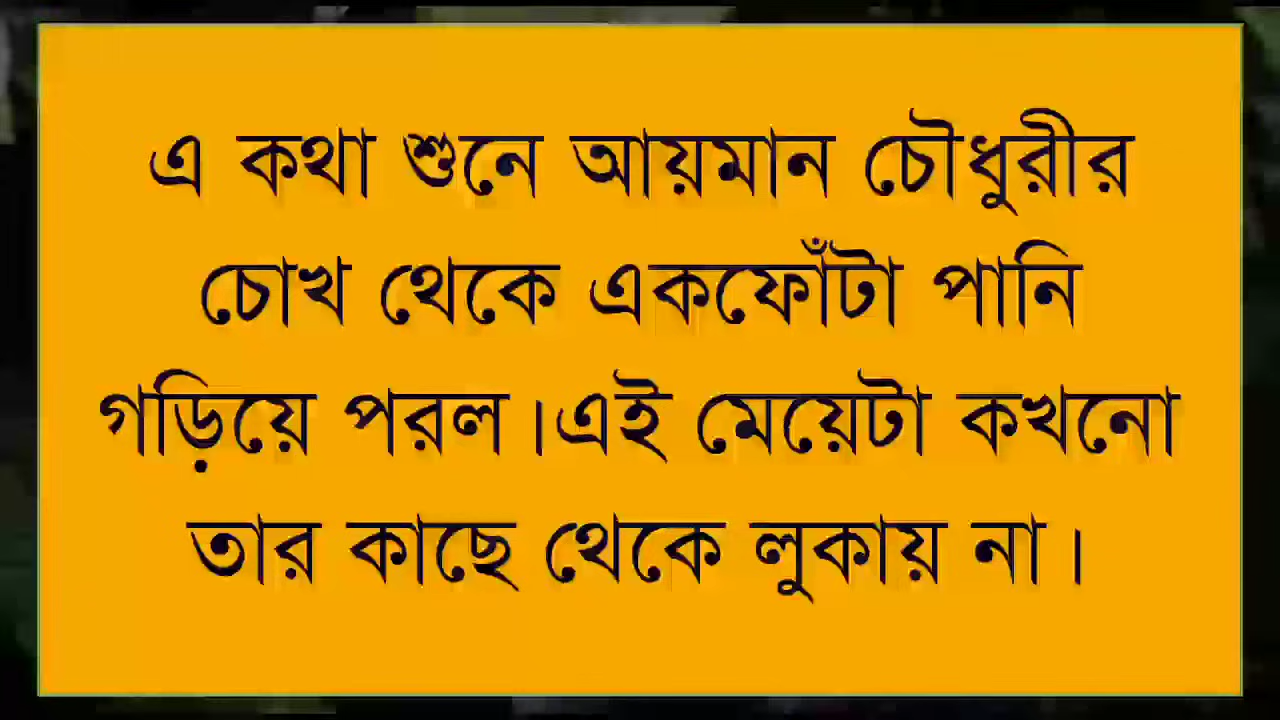 এ কথা শুনে আয়মান চৌধুরীর
চোখ থেকে একফোঁটা পানি
গড়িয়ে পরল।এই মেয়েটা কখনো
তার কাছে থেকে লুকায় না।